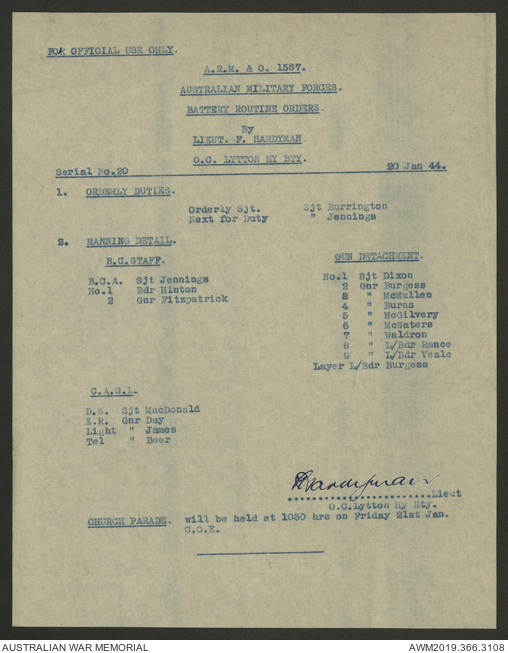 FOR OFFICIAL USE ONLY.
A.R.M. & O. 1587.
AUSTRALIAN MILITARY FORCES.
BATTERY ROUTINE ORDERS
By
LIEUT. F. HARDYMAN.
O.C. LYTTON HY BTY.
Serial No.20 20 Jan 44.
1. ORDERLY DUTIES.
Orderly Sjt. Sjt Burrington
Next for Duty " Jennings
2. MANNING DETAIL.
B.C.STAFF.
B.C.A. Sjt Jennings
No.1 Bdr Hinton
2 Gnr Fitzpatrick
GUN DETACHMENT.
No.1 Sjt Dixon
2 Gnr Burgess
3 " McMullen
4 " Burns
5 " McGilvery
6 " McWaters
7 " Waldron
8 " L/Bdr Rance
9 " L/Bdr Veale
Layer L/Bdr Burgess
C.A.S.L.
D.S. Sjt MacDonald
E.R. Gnr Day
Light " James
Tel " Beer
Hardyman
....................Lieut
O.C.Lytton Hy Bty.
CHURCH PARADE. will be held at 1030 hrs on Friday 21st Jan.
C.O.E.
AUSTRALIAN WAR MEMORIAL AWM2019.366.3108